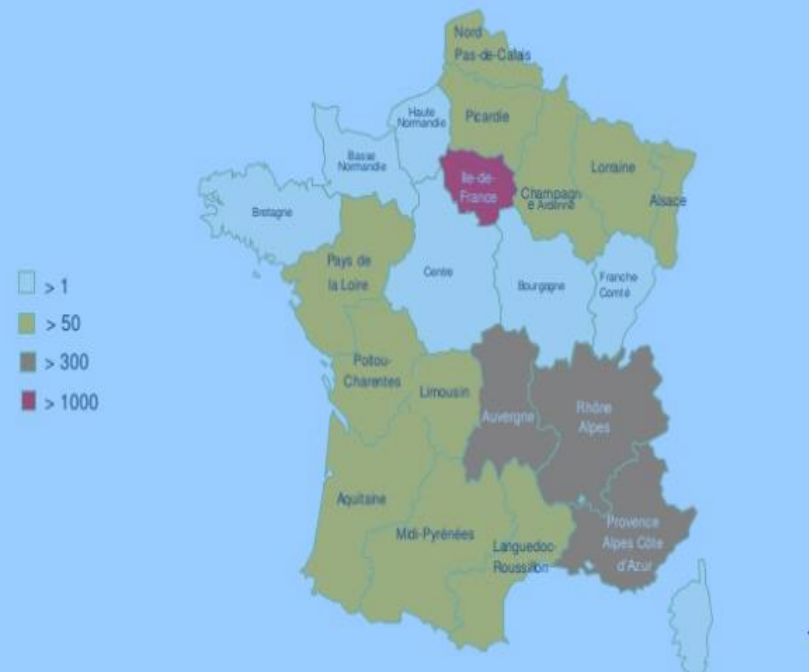 Nord
Pas-de-Calais
Haute
Normandie
Picardie
Basse
Normandie
Lorraine
Ile-de-
France
Champagn
e Ardenne
Alsace
Bretagne
Pays de
la Loire
Centre
Bourgogne
Franche
Comté
> 1
> 50
> 300
> 1000
Poitou-
Charentes
Limousin
Auvergne
Rhône
Alpes
Aquitaine
Midi-Pyrénées
Languedoc-
Roussillon
Provence
Alpes Côte
d'Azur